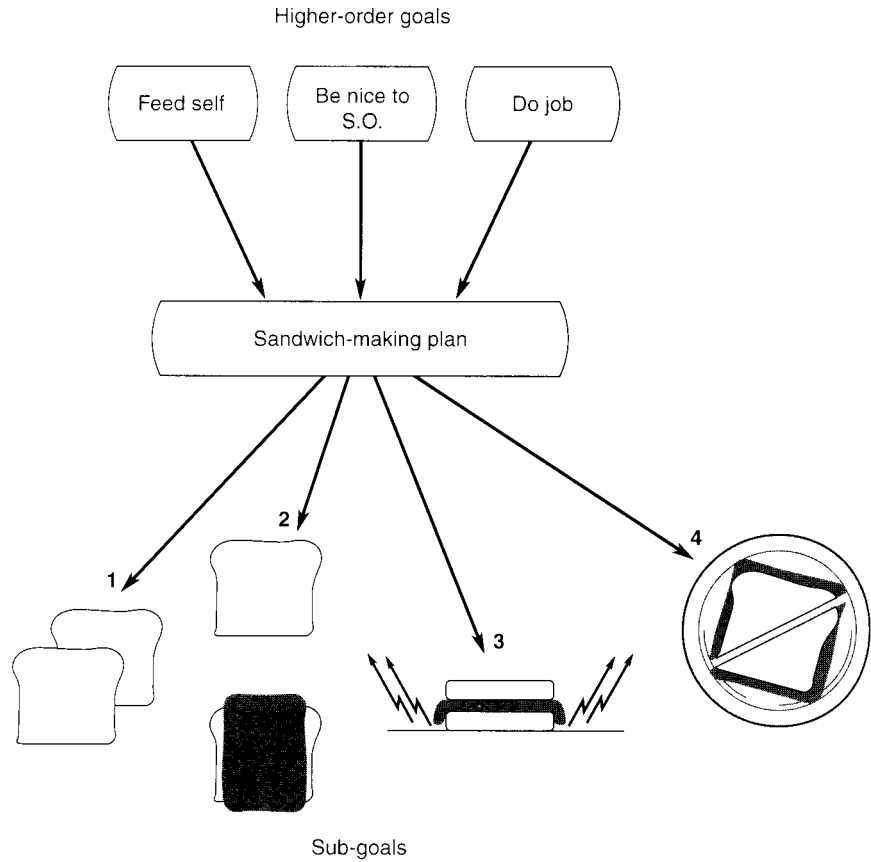 Higher-order goals
Feed self
Be nice to
S.O.
Do job
Sandwich-making plan
1
2
3
4
Sub-goals